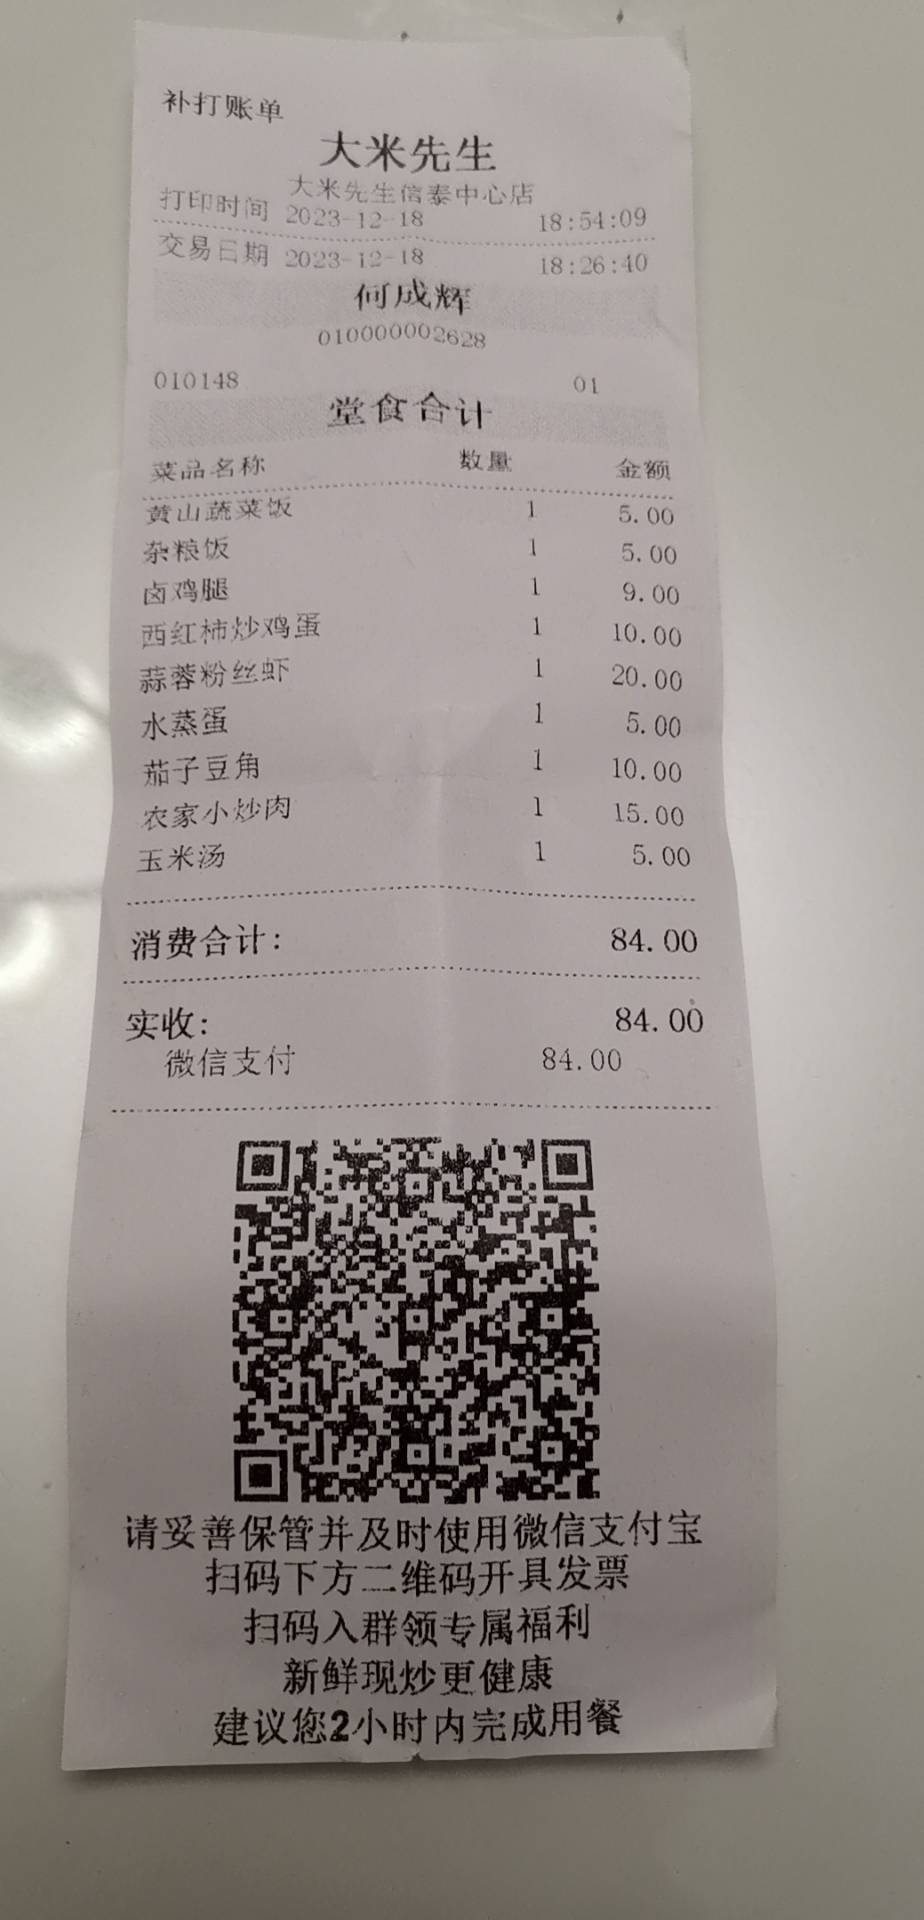 补打账单
大米先生
大米先生信泰中心店
打印时间 2023-12-18 18:54:09
交易日期 2023-12-18 18:26:40
何成辉
010000002628
010148 01
堂食合计
菜品名称 数量 金额
黄山蔬菜饭 1 5.00
杂粮饭 1 5.00
卤鸡腿 1 9.00
西红柿炒鸡蛋 1 10.00
蒜蓉粉丝虾 1 20.00
水蒸蛋 1 5.00
茄子豆角 1 10.00
农家小炒肉 1 15.00
玉米汤 1 5.00
消费合计: 84.00
实收: 84.00
微信支付 84.00
请妥善保管并及时使用微信支付宝
扫码下方二维码开具发票
扫码入群领专属福利
新鲜现炒更健康
建议您2小时内完成用餐